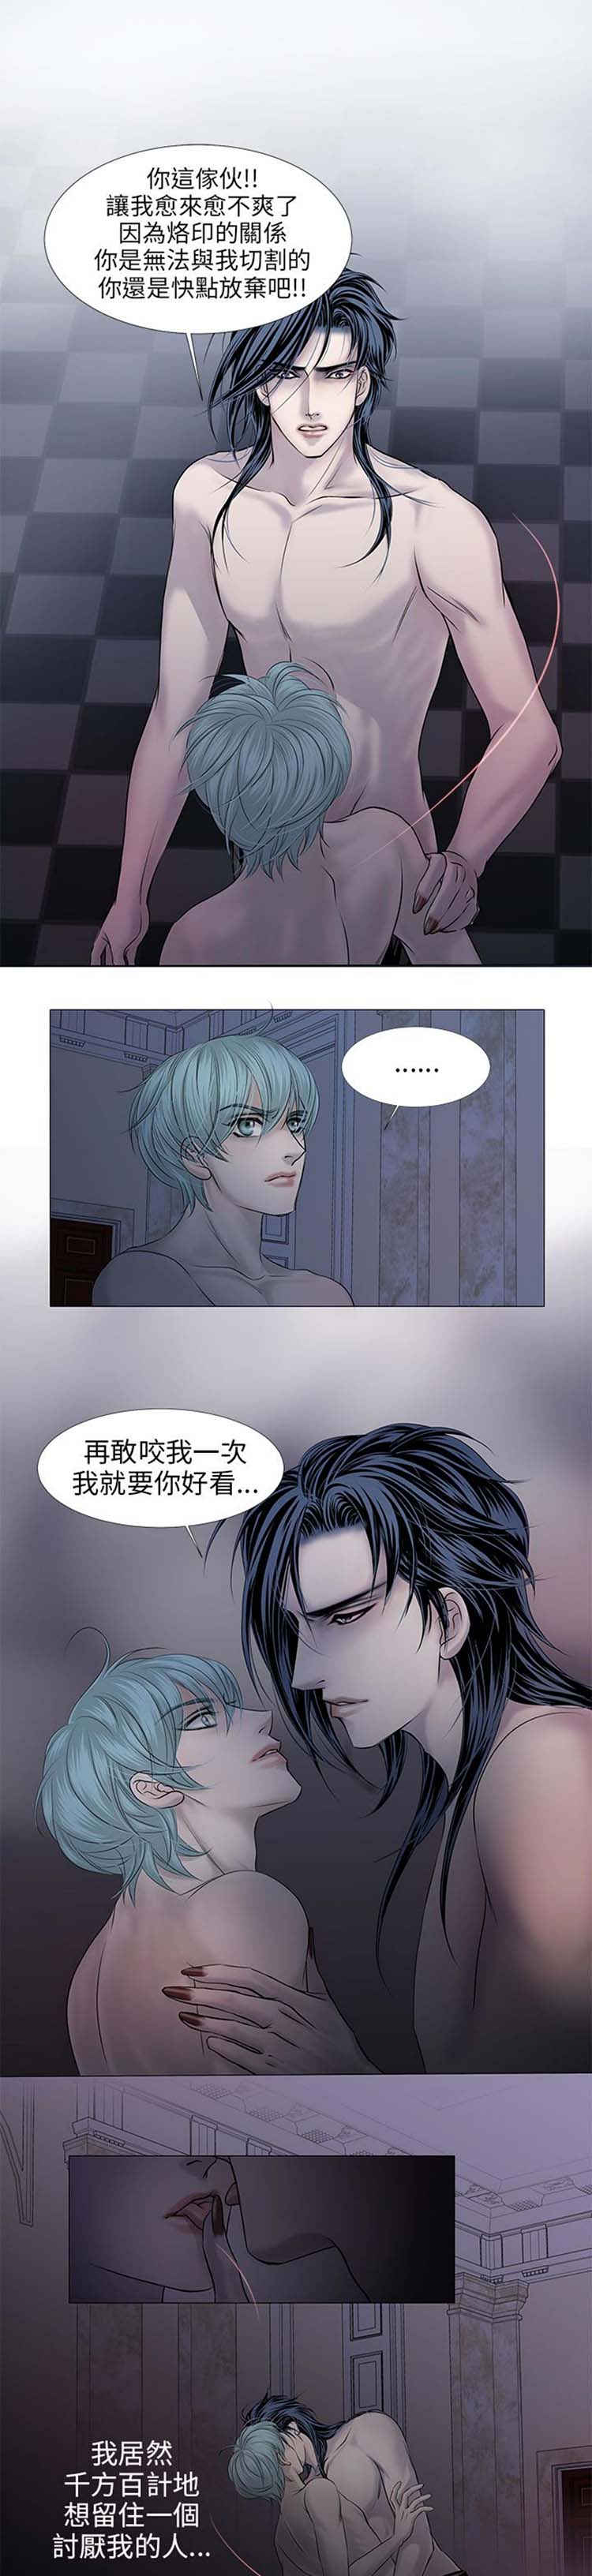 你這傢伙!!
讓我愈來愈不爽了
因為烙印的關係
你是無法與我切割的
你還是快點放棄吧!!
......
再敢咬我一次
我就要你好看...
我居然
千方百計地
想留住一個
討厭我的人...